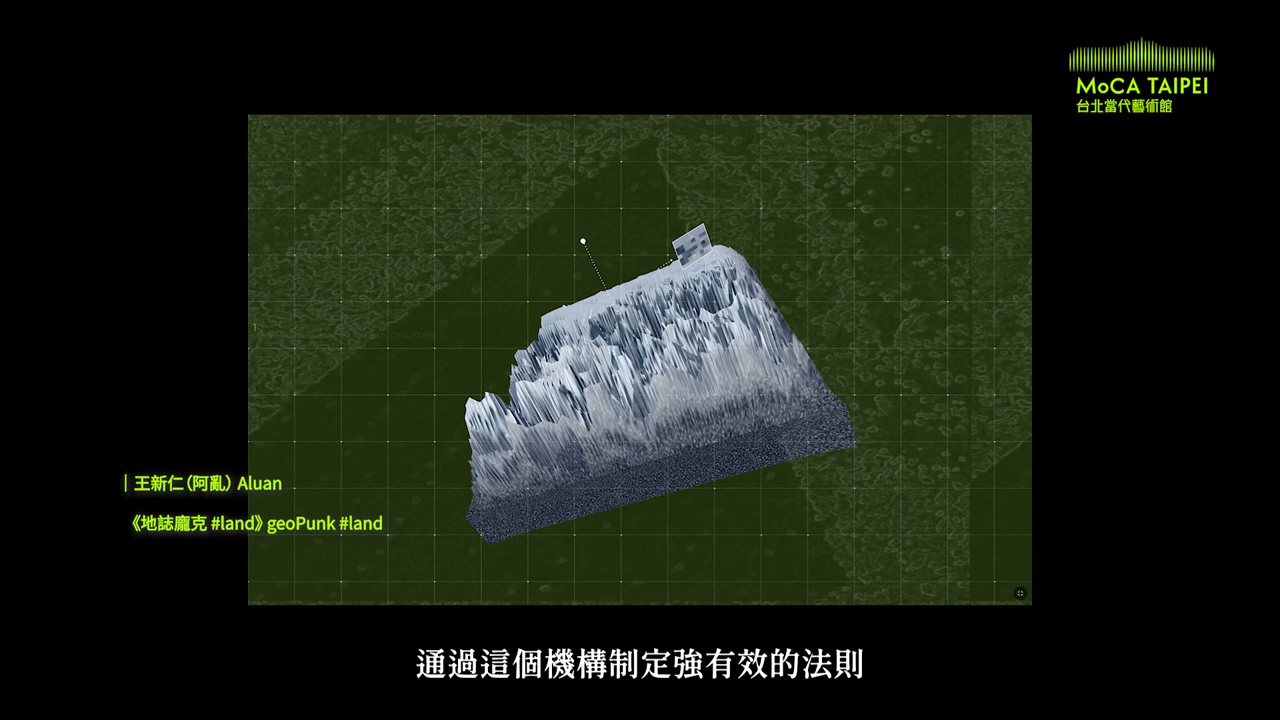 MoCA TAIPEI
台北當代藝術館
王新仁（阿亂）Aluan
《地誌龐克 #land》geoPunk #land
通過這個機構制定強有效的法則